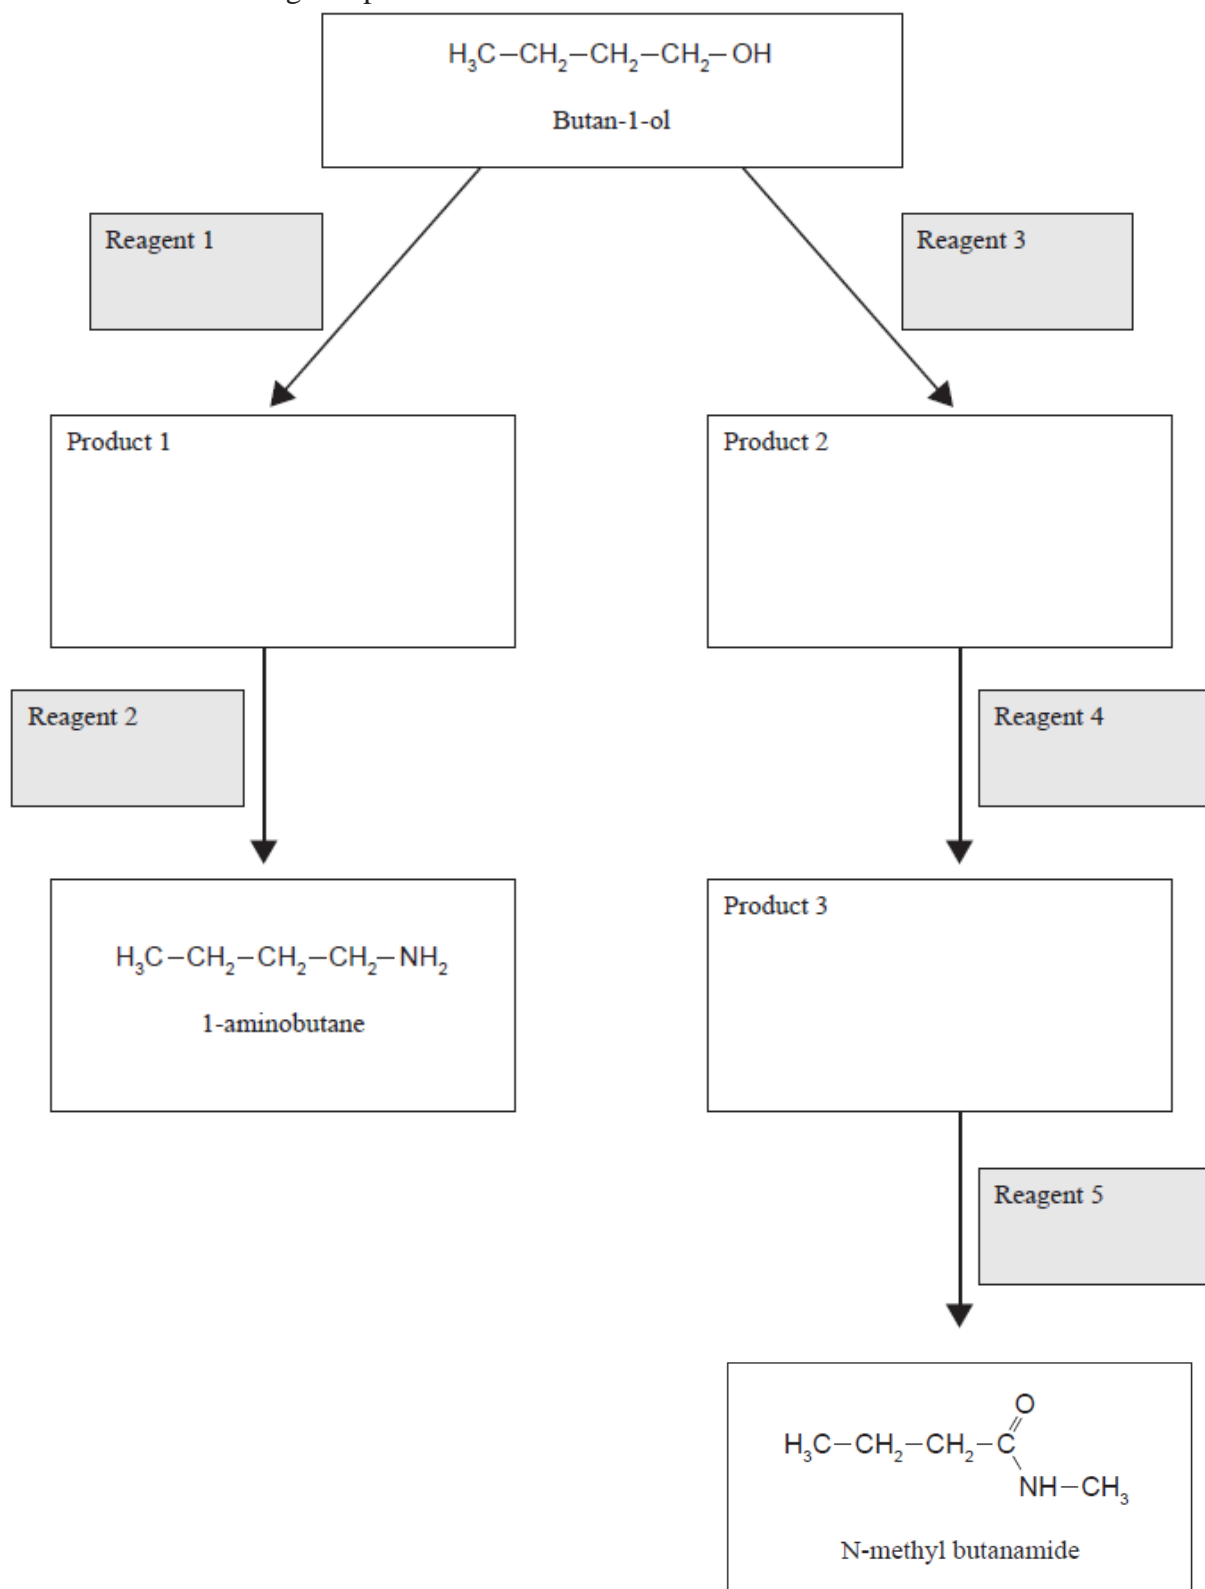 H₃C–CH₂–CH₂–CH₂–OH
Butan-1-ol
Reagent 1
Reagent 3
Product 1
Product 2
Reagent 2
Reagent 4
H₃C–CH₂–CH₂–CH₂–NH₂
1-aminobutane
Product 3
Reagent 5
O
H₃C–CH₂–CH₂–C
NH–CH₃
N-methyl butanamide